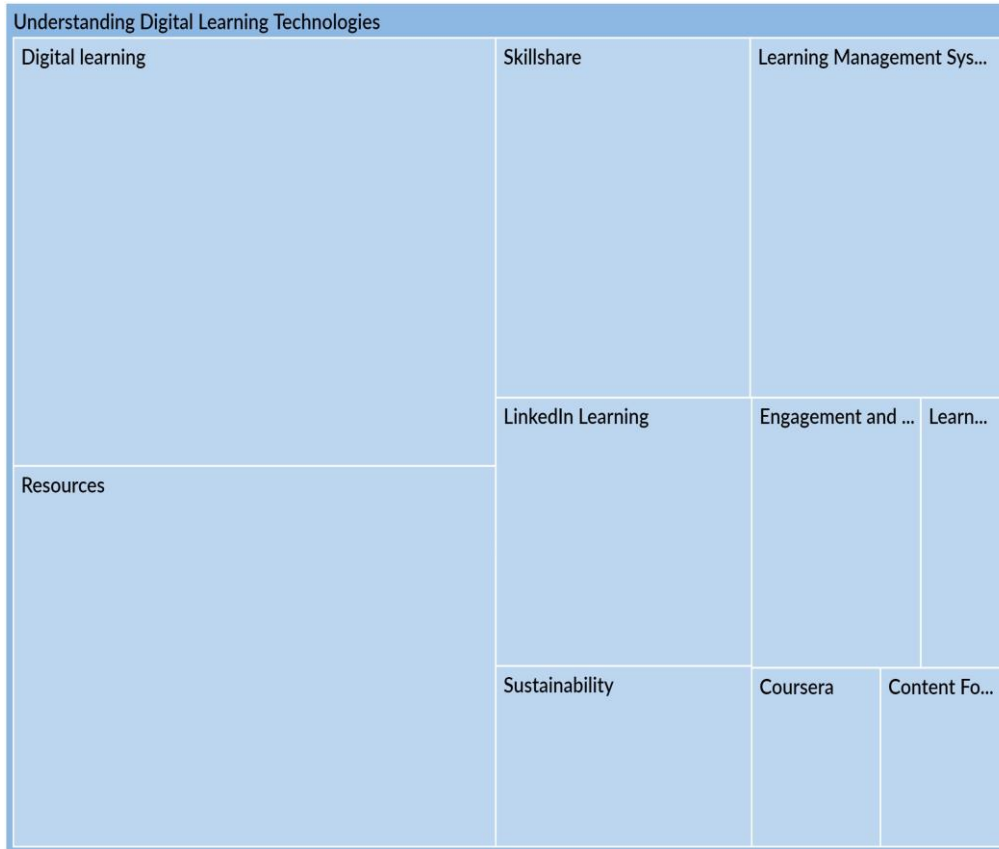 Understanding Digital Learning Technologies
Digital learning
Skillshare
Learning Management Sys...
LinkedIn Learning
Engagement and ...
Learn...
Resources
Sustainability
Coursera
Content Fo...